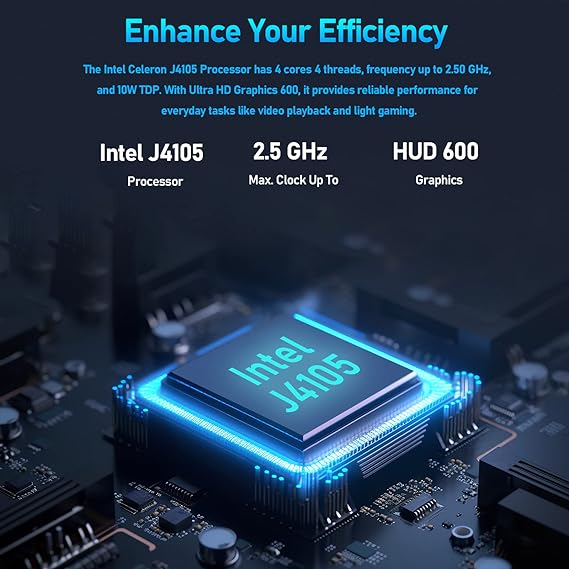 Enhance Your Efficiency
The Intel Celeron J4105 Processor has 4 cores 4 threads, frequency up to 2.50 GHz,
and 10W TDP. With Ultra HD Graphics 600, it provides reliable performance for
everyday tasks like video playback and light gaming.
Intel J4105
Processor
2.5 GHz
Max. Clock Up To
HUD 600
Graphics
Intel
J4105